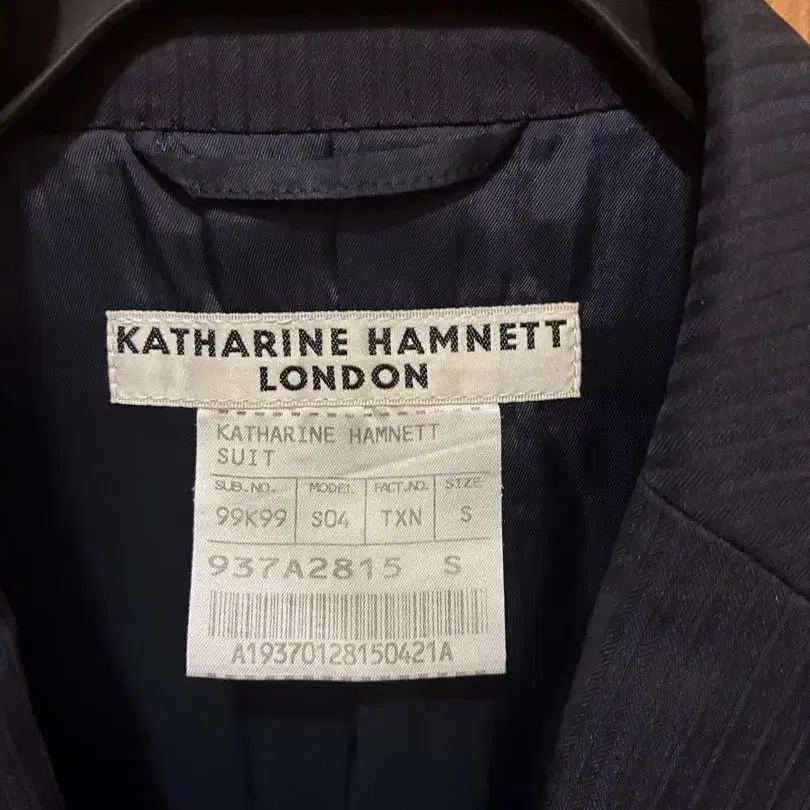 KATHARINE HAMNETT
LONDON
KATHARINE HAMNETT
SUIT
SUB.NO. MODEL FACT.NO. SIZE
99K99 S04 TXN S
937A2815 S
A19370128150421A